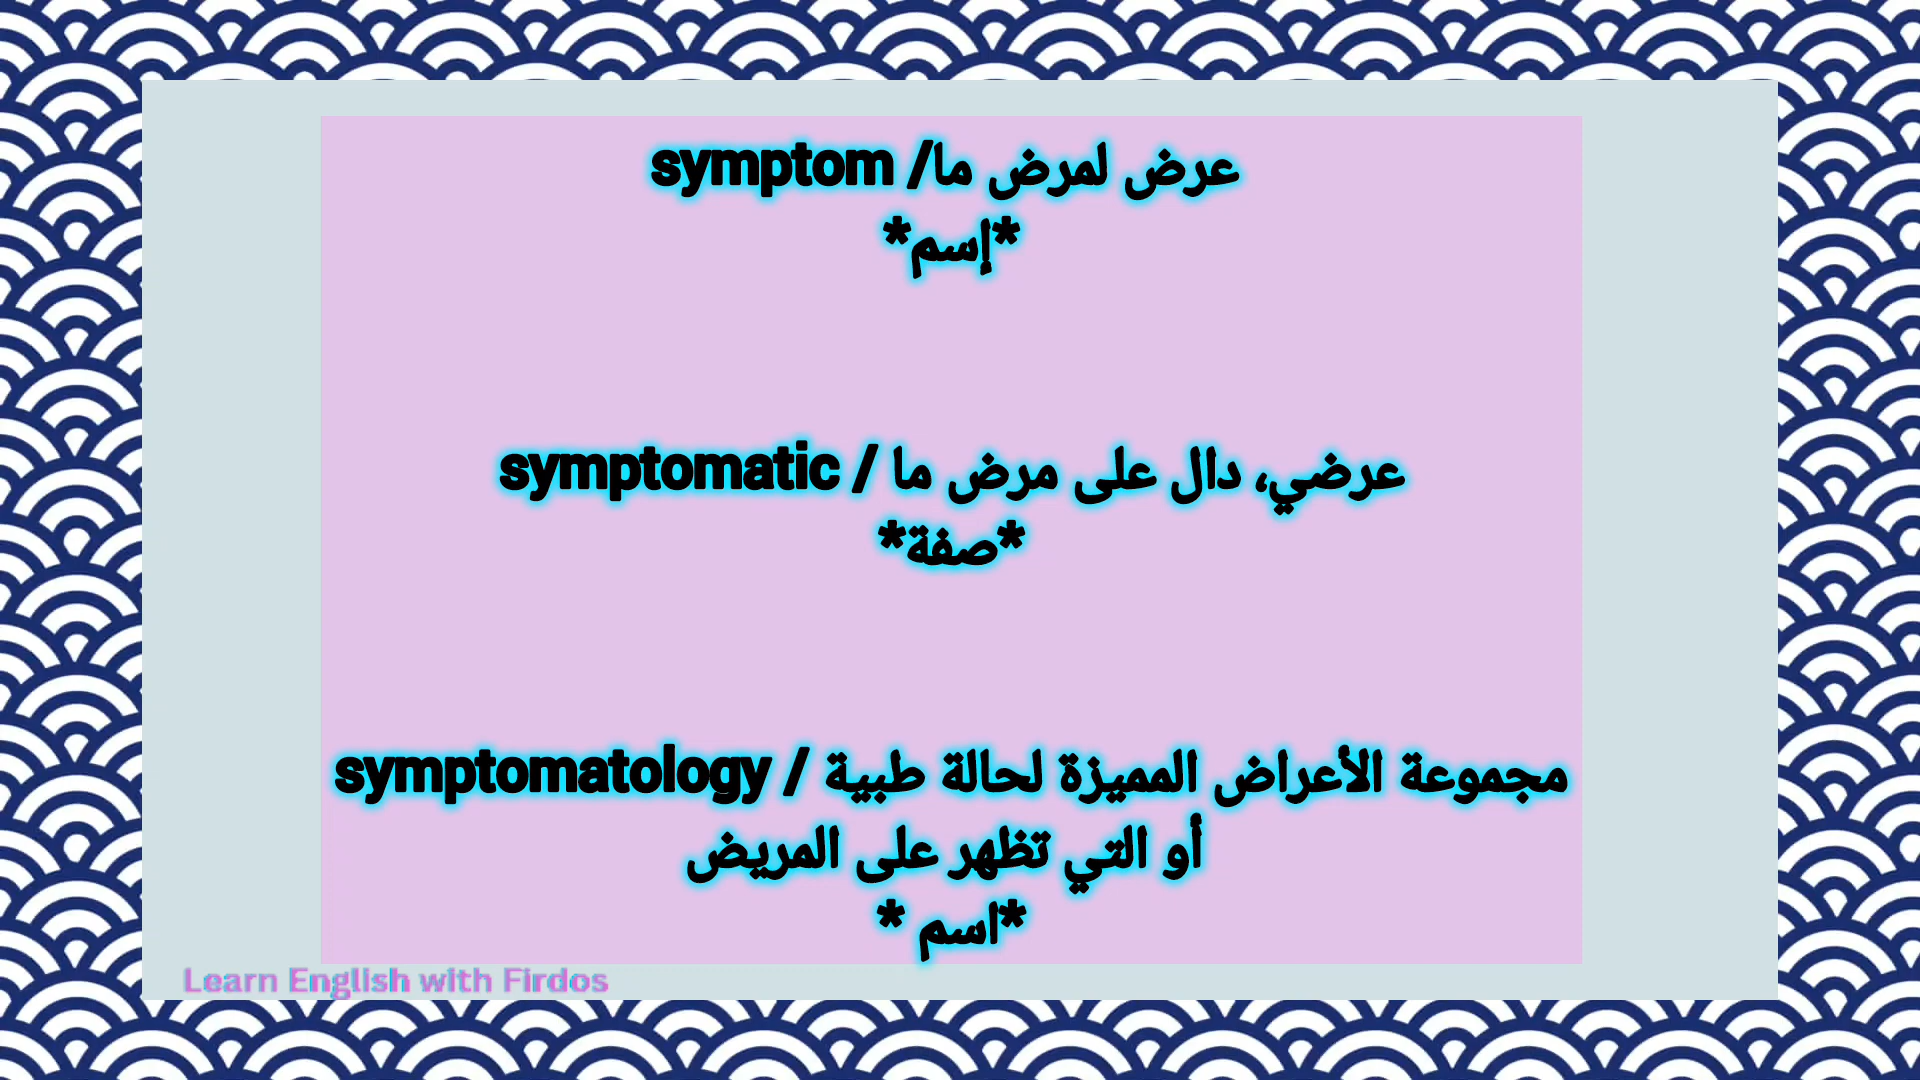 symptom /عرض لمرض ما
*إسم*
symptomatic / عرضي، دال على مرض ما
*صفة*
symptomatology / مجموعة الأعراض المميزة لحالة طبية
أو التي تظهر على المريض
*اسم *
Learn English with Firdos